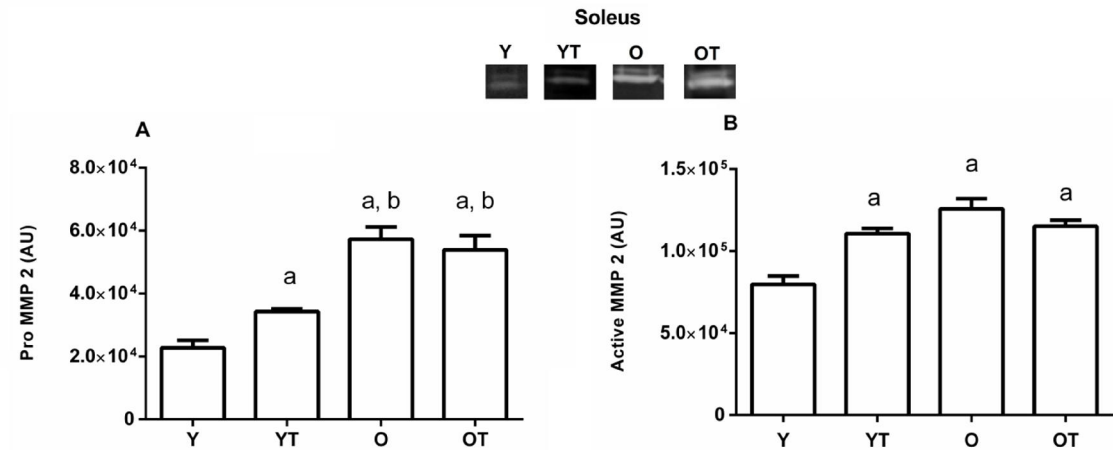 Soleus
Y YT O OT
A
Pro MMP 2 (AU)
8.0×10⁴
6.0×10⁴
4.0×10⁴
2.0×10⁴
0
a
a, b
a, b
Y YT O OT
B
Active MMP 2 (AU)
1.5×10⁵
1.0×10⁵
5.0×10⁴
0
a
a
a
Y YT O OT